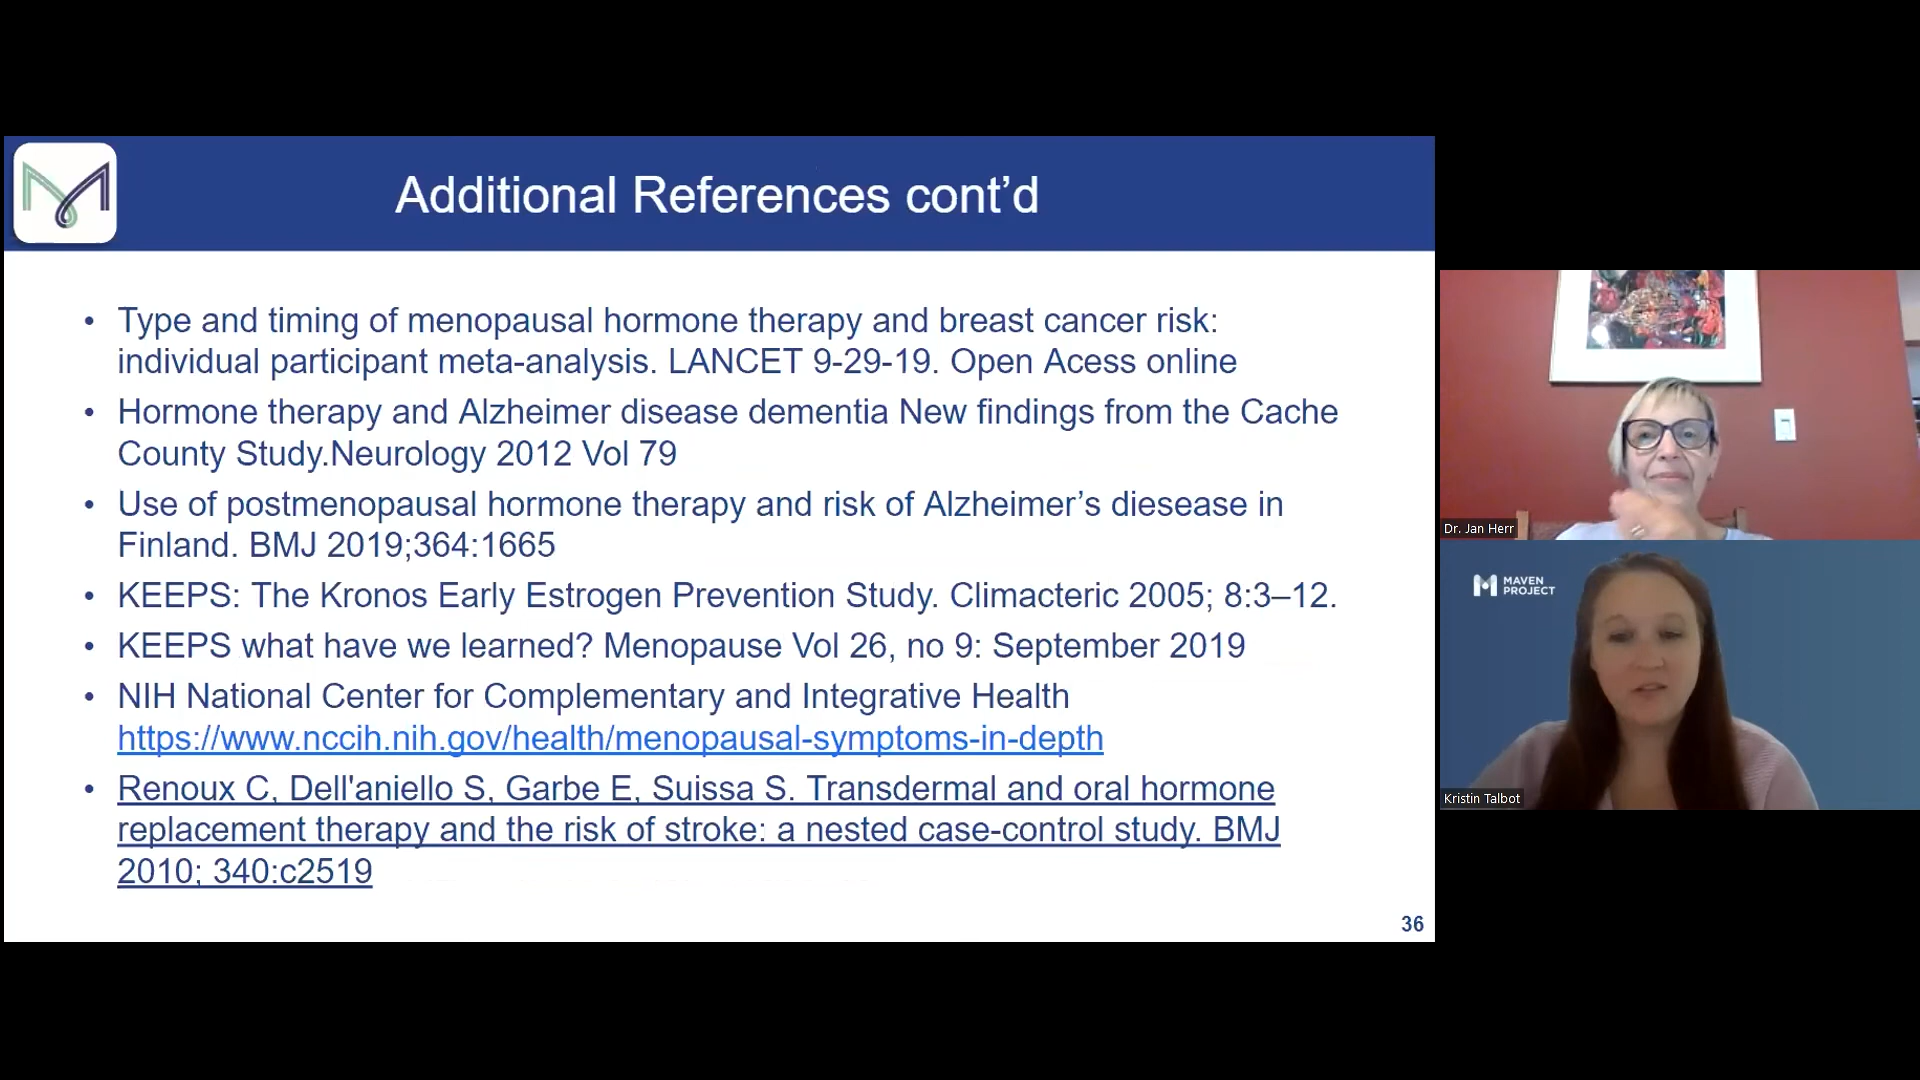 Additional References cont’d
• Type and timing of menopausal hormone therapy and breast cancer risk:
individual participant meta-analysis. LANCET 9-29-19. Open Acess online
• Hormone therapy and Alzheimer disease dementia New findings from the Cache
County Study.Neurology 2012 Vol 79
• Use of postmenopausal hormone therapy and risk of Alzheimer’s diesease in
Finland. BMJ 2019;364:1665
• KEEPS: The Kronos Early Estrogen Prevention Study. Climacteric 2005; 8:3–12.
• KEEPS what have we learned? Menopause Vol 26, no 9: September 2019
• NIH National Center for Complementary and Integrative Health
https://www.nccih.nih.gov/health/menopausal-symptoms-in-depth
• Renoux C, Dell'aniello S, Garbe E, Suissa S. Transdermal and oral hormone
replacement therapy and the risk of stroke: a nested case-control study. BMJ
2010; 340:c2519
36
Dr. Jan Herr
MAVEN
PROJECT
Kristin Talbot